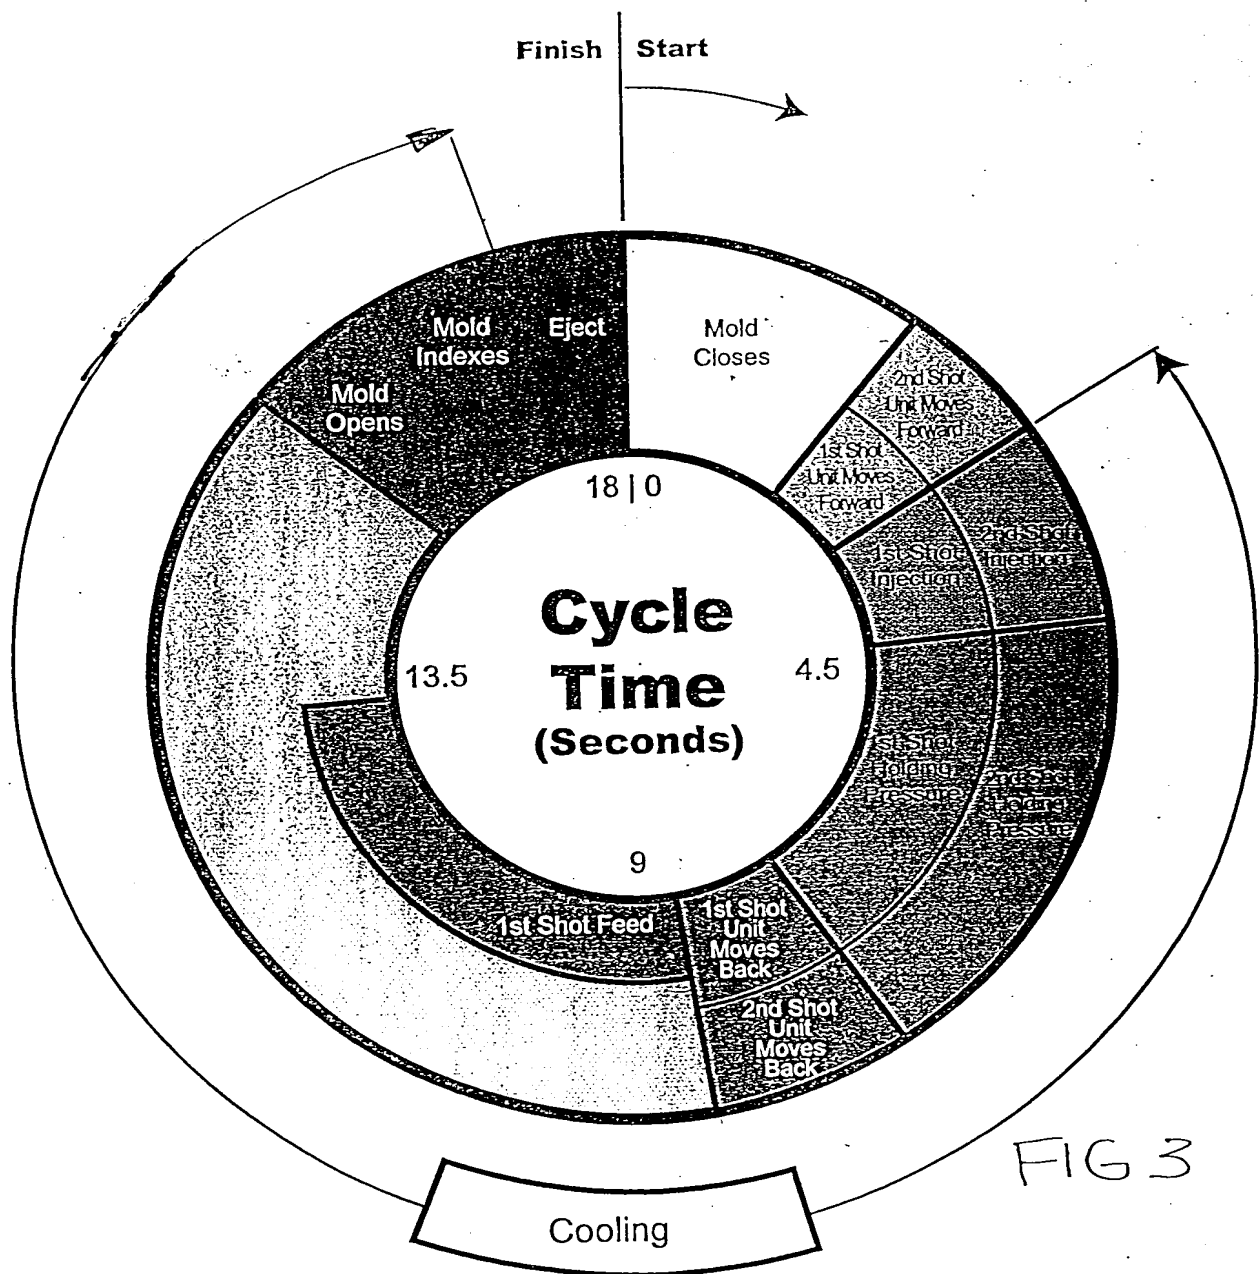 Finish | Start
Mold
Closes
2nd Shot
Unit Moves
Forward
1st Shot
Unit Moves
Forward
2nd Shot
Injection
1st Shot
Injection
1st Shot
Holding
Pressure
2nd Shot
Holding
Pressure
1st Shot
Unit
Moves
Back
2nd Shot
Unit
Moves
Back
1st Shot Feed
Mold
Opens
Mold
Indexes
Eject
18 | 0
4.5
9
13.5
Cycle
Time
(Seconds)
Cooling
FIG 3